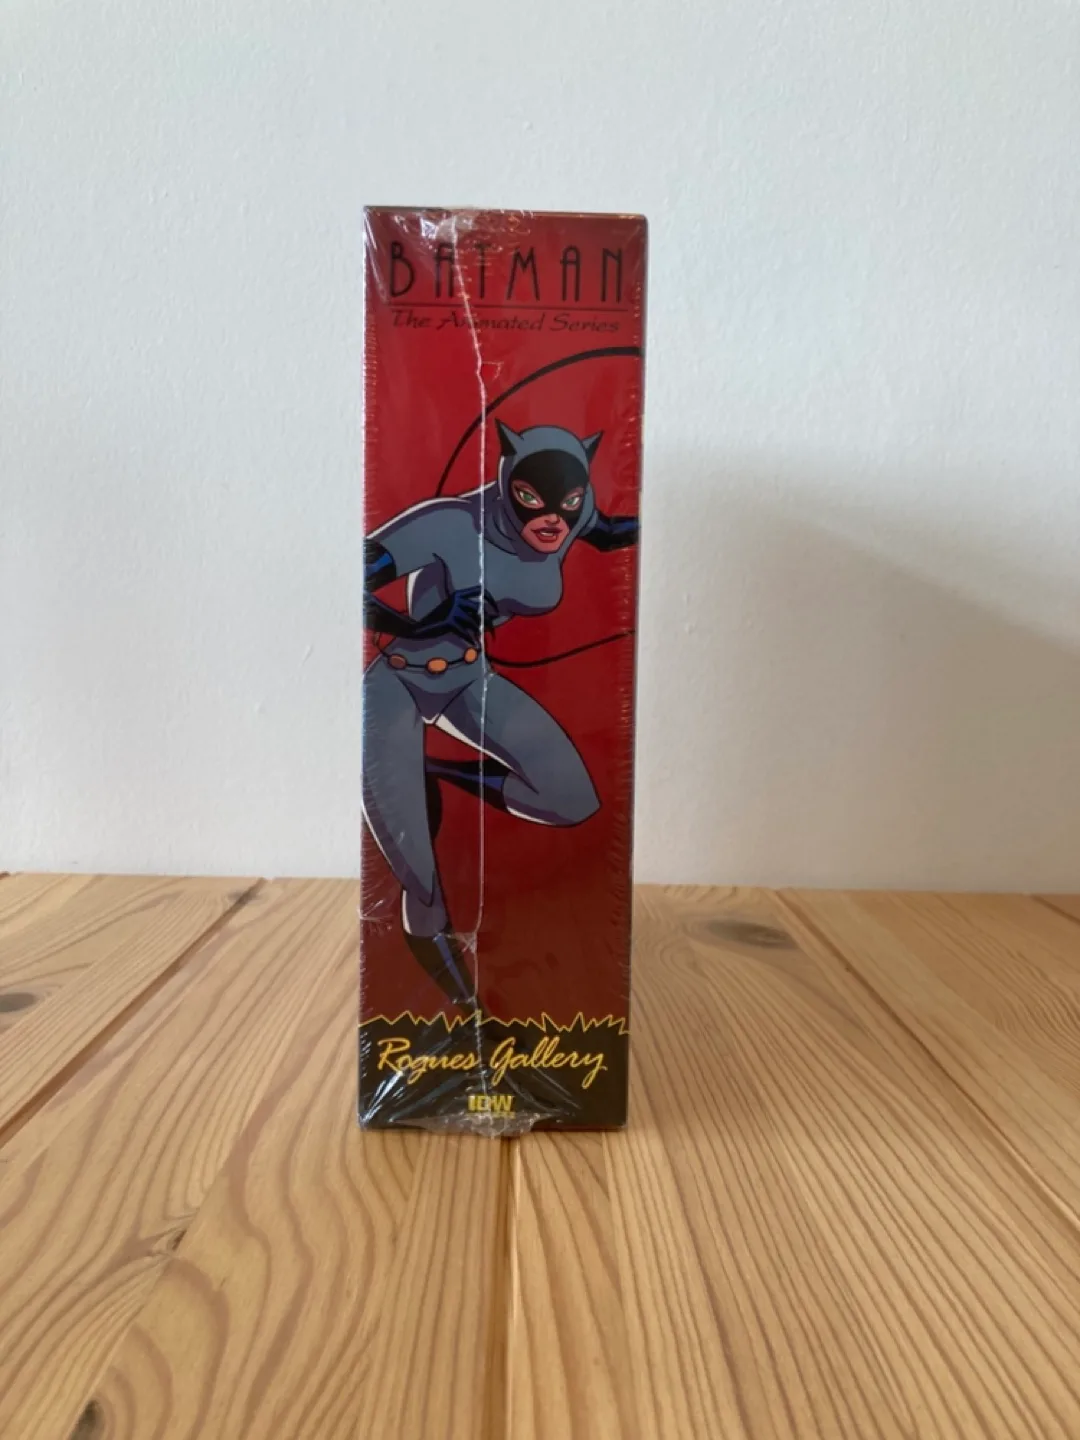 BATMAN
The Animated Series
Rogues Gallery
IDW